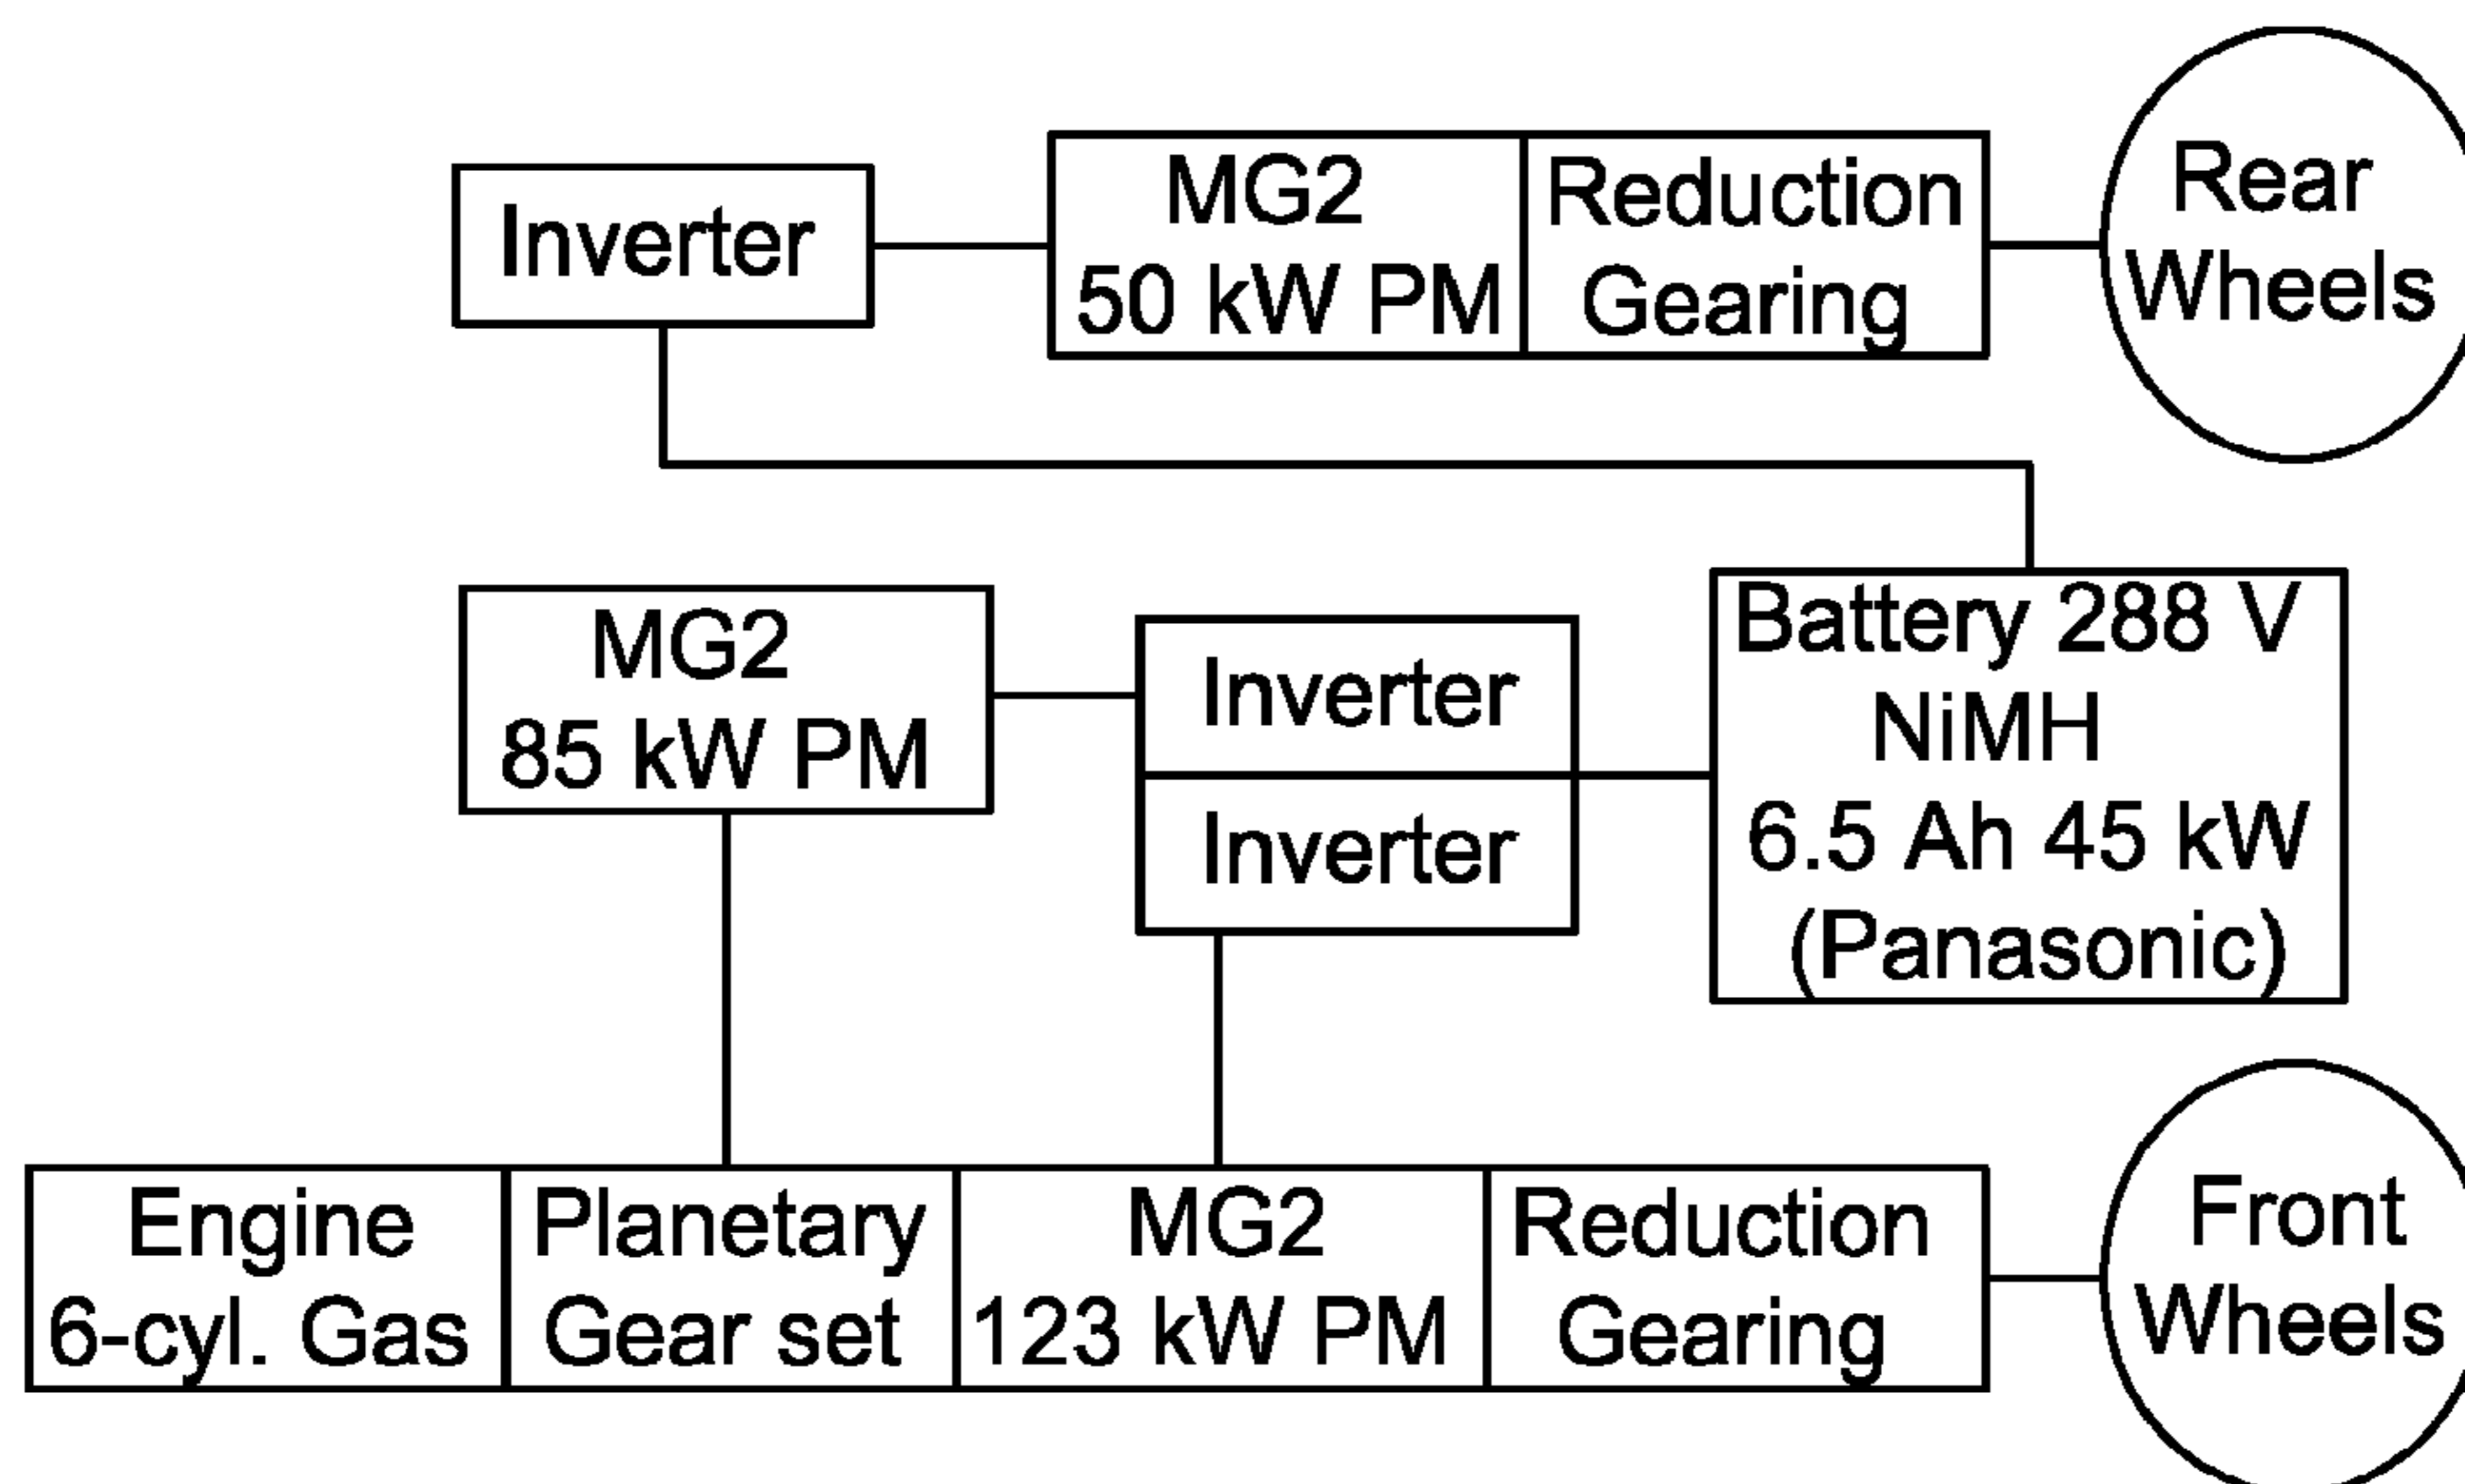 Inverter
MG2
50 kW PM
Reduction
Gearing
Rear
Wheels
MG2
85 kW PM
Inverter
Inverter
Battery 288 V
NiMH
6.5 Ah 45 kW
(Panasonic)
Engine
6-cyl. Gas
Planetary
Gear set
MG2
123 kW PM
Reduction
Gearing
Front
Wheels